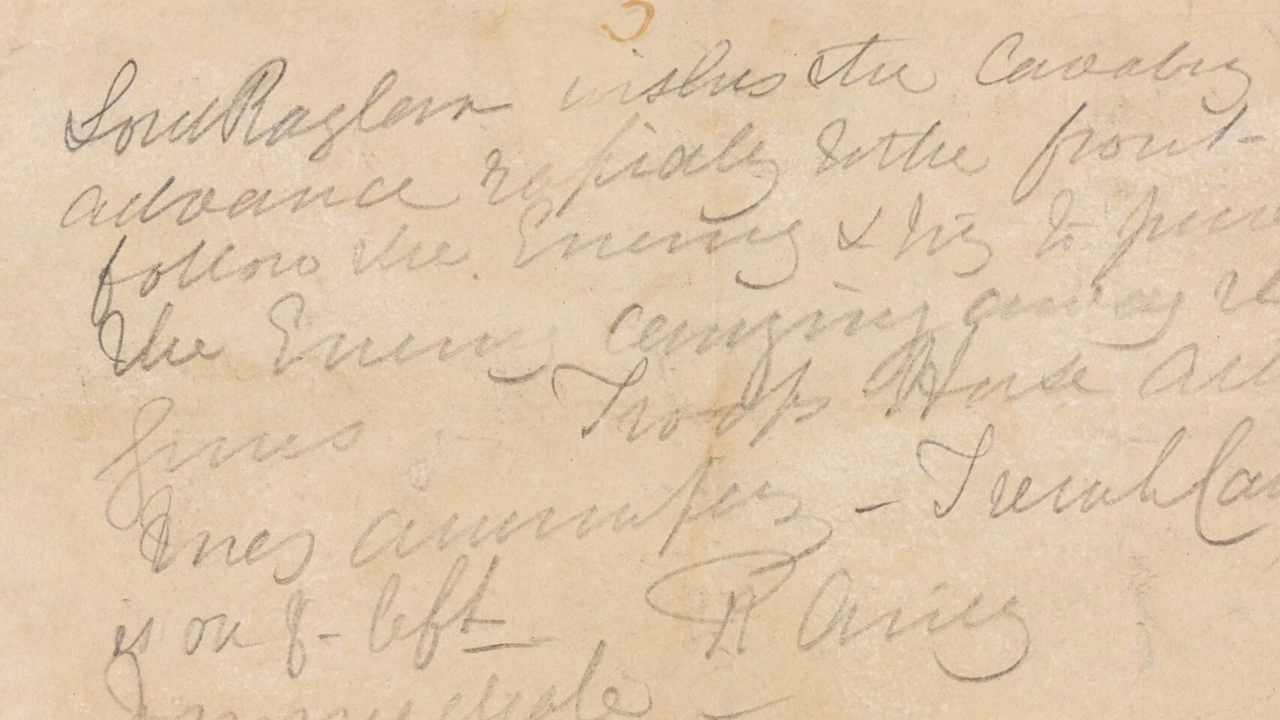 Lord Raglan wishes the Cavalry
advance rapidly to the front -
follow the Enemy & try to
the Enemy carrying away
guns - Troop Horse
may accompany - French
is on yr left
R Airey
Immediate -